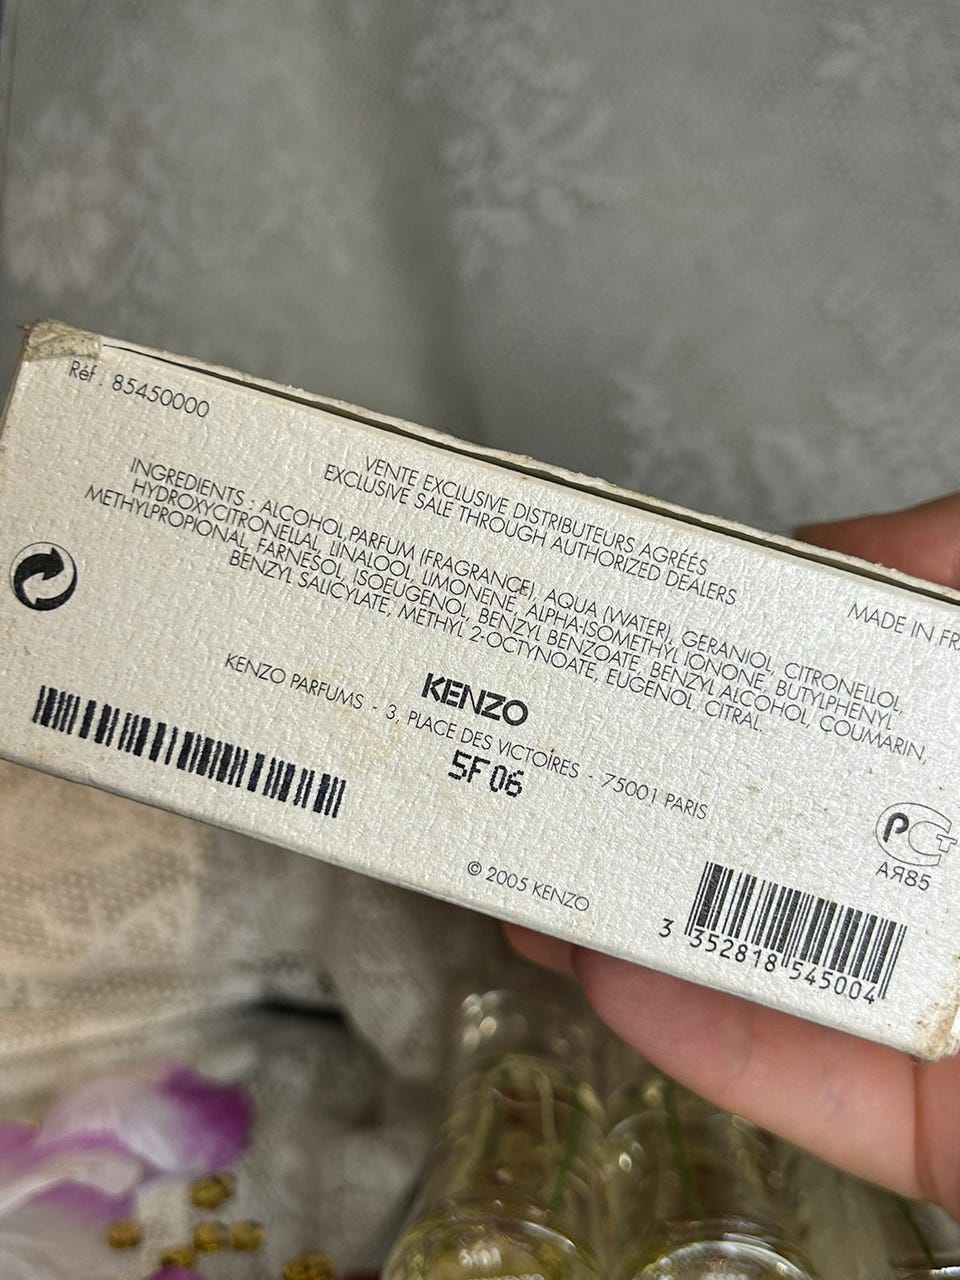 Réf : 85450000
VENTE EXCLUSIVE DISTRIBUTEURS AGRÉÉS
EXCLUSIVE SALE THROUGH AUTHORIZED DEALERS
MADE IN FRA
INGREDIENTS : ALCOHOL, PARFUM (FRAGRANCE), AQUA (WATER), GERANIOL, CITRONELLOL,
HYDROXYCITRONELLAL, LINALOOL, LIMONENE, ALPHA-ISOMETHYL IONONE, BUTYLPHENYL
METHYLPROPIONAL, FARNESOL, ISOEUGENOL, BENZYL BENZOATE, BENZYL ALCOHOL, COUMARIN,
BENZYL SALICYLATE, METHYL 2-OCTYNOATE, EUGENOL, CITRAL.
KENZO
KENZO PARFUMS - 3, PLACE DES VICTOIRES - 75001 PARIS
5F 06
АЯ85
© 2005 KENZO
3 352818 545004